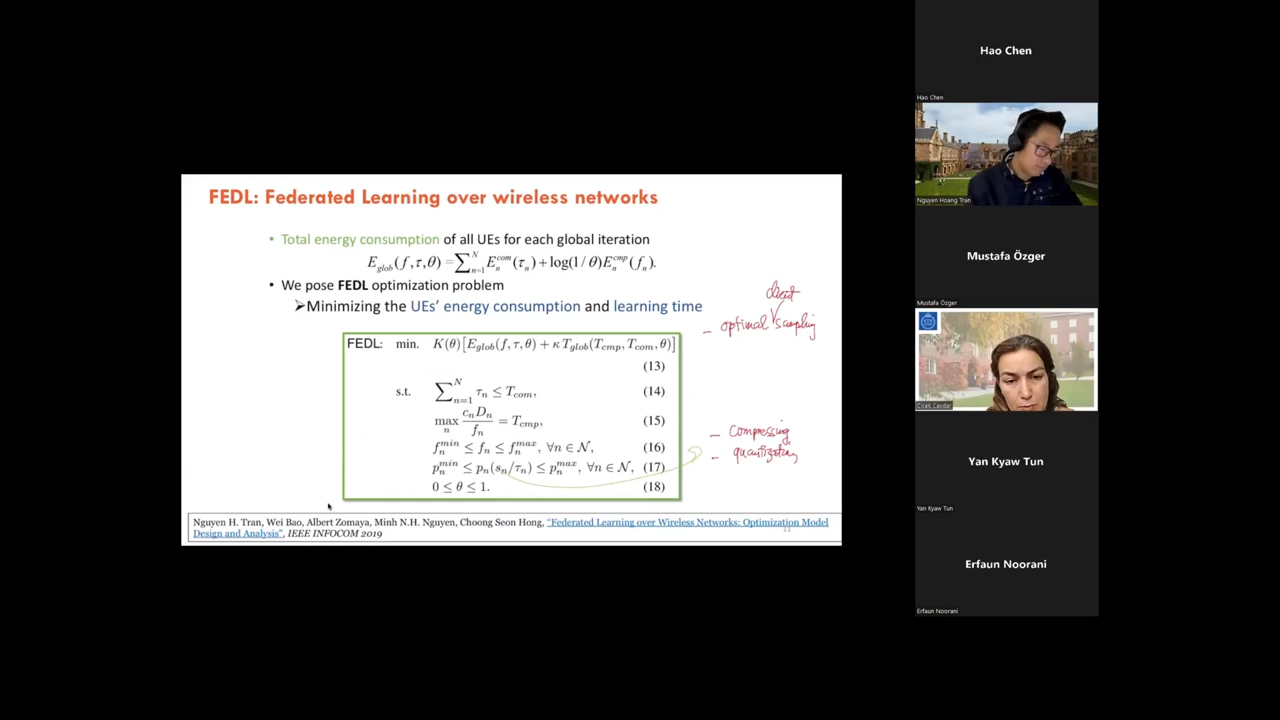 FEDL: Federated Learning over wireless networks
• Total energy consumption of all UEs for each global iteration
E_glob(f,τ,θ) = ∑_{n=1}^{N} E_n^{com}(τ_n) + log(1/θ)E_n^{cmp}(f_n).
• We pose FEDL optimization problem
➢Minimizing the UEs' energy consumption and learning time
client
- optimal sampling
FEDL: min. K(θ)[E_glob(f,τ,θ) + κ T_glob(T_cmp, T_com, θ)]
(13)
s.t. ∑_{n=1}^{N} τ_n ≤ T_com, (14)
max_n c_n D_n / f_n = T_cmp, (15)
- Compressing
f_n^{min} ≤ f_n ≤ f_n^{max}, ∀n ∈ N, (16)
- quantization
p_n^{min} ≤ p_n(s_n/τ_n) ≤ p_n^{max}, ∀n ∈ N, (17)
0 ≤ θ ≤ 1. (18)
Nguyen H. Tran, Wei Bao, Albert Zomaya, Minh N.H. Nguyen, Choong Seon Hong, "Federated Learning over Wireless Networks: Optimization Model
Design and Analysis", IEEE INFOCOM 2019
11
Hao Chen
Hao Chen
Nguyen Hoang Tran
Mustafa Özger
Mustafa Özger
KTH
Cicek Cavdar
Yan Kyaw Tun
Yan Kyaw Tun
Erfaun Noorani
Erfaun Noorani